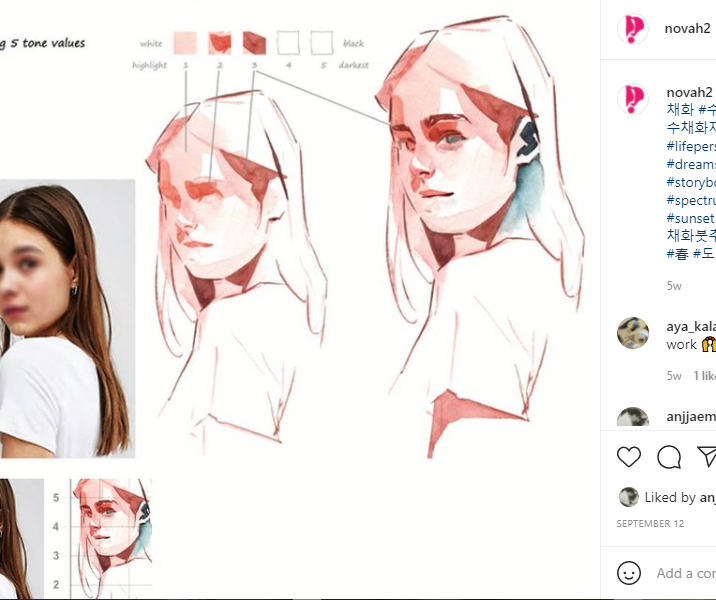 g 5 tone values
white black
highlight 1 2 3 4 5 darkest
5
4
3
2
novah2
novah2
채화 #수
수채화지
#lifepers
#dreams
#storybo
#spectru
#sunset
채화붓추
#春 #도
5w
aya_kala
work
5w 1 lik
anjjaem
Liked by an
SEPTEMBER 12
Add a co